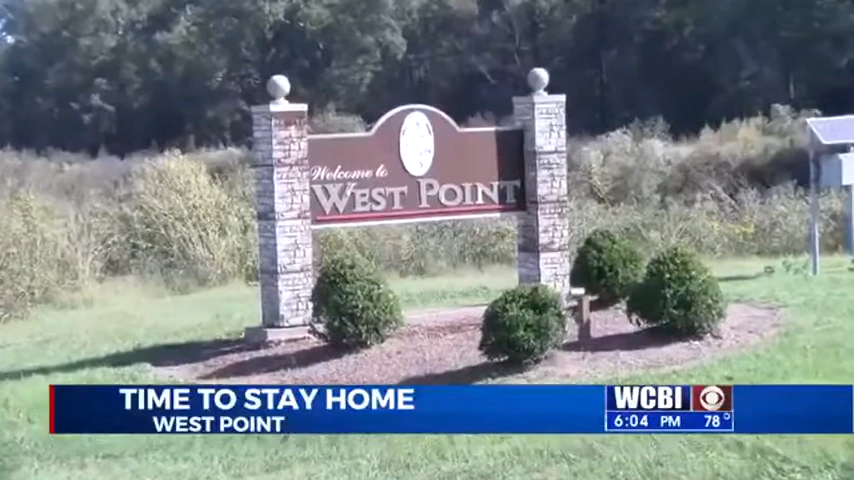 Welcome to
WEST POINT
TIME TO STAY HOME
WEST POINT
WCBI
6:04 PM 78°